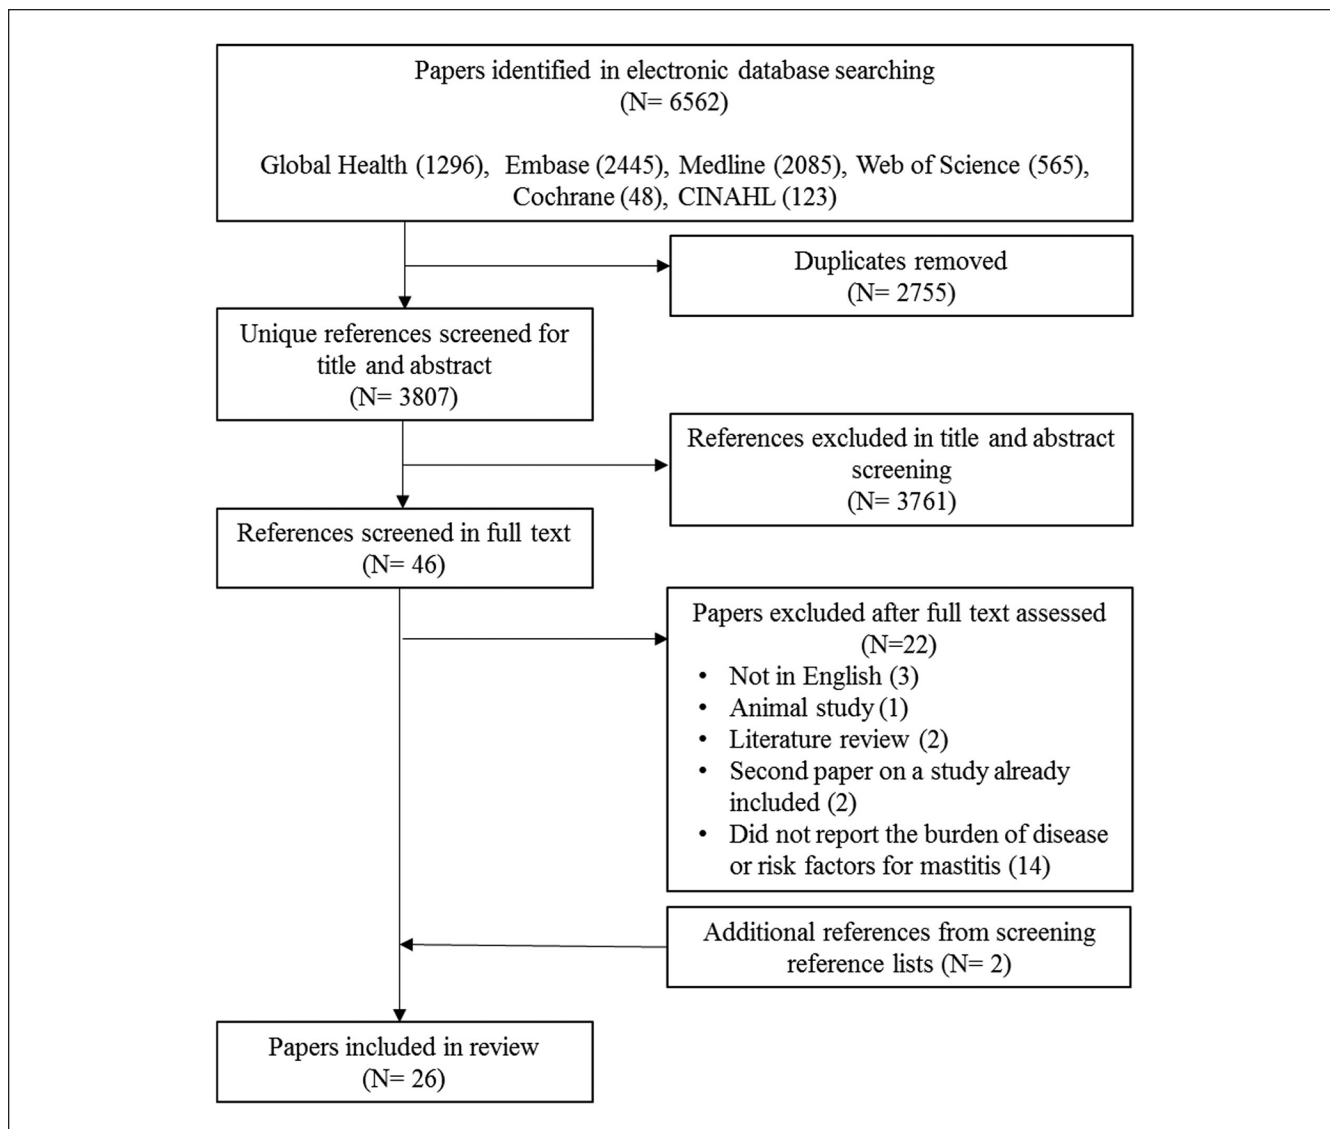 Papers identified in electronic database searching
(N= 6562)
Global Health (1296), Embase (2445), Medline (2085), Web of Science (565),
Cochrane (48), CINAHL (123)
Duplicates removed
(N= 2755)
Unique references screened for
title and abstract
(N= 3807)
References excluded in title and abstract
screening
(N= 3761)
References screened in full text
(N= 46)
Papers excluded after full text assessed
(N=22)
• Not in English (3)
• Animal study (1)
• Literature review (2)
• Second paper on a study already
included (2)
• Did not report the burden of disease
or risk factors for mastitis (14)
Additional references from screening
reference lists (N= 2)
Papers included in review
(N= 26)